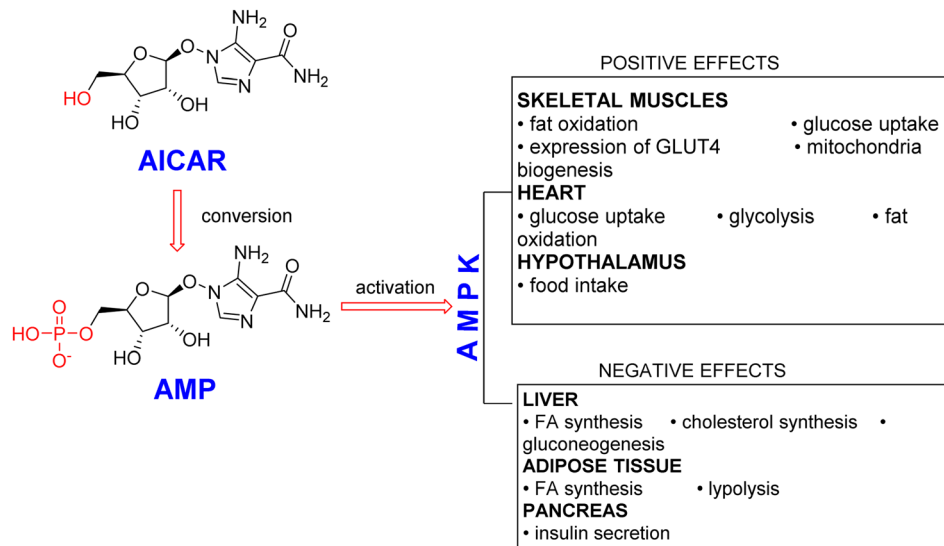 NH2
O
O
O
N
NH2
N
HO
OH
HO
AICAR
conversion
NH2
O
O
O
N
NH2
N
O
HO P O
O-
OH
HO
AMP
activation
AMPK
POSITIVE EFFECTS
SKELETAL MUSCLES
• fat oxidation • glucose uptake
• expression of GLUT4 • mitochondria
biogenesis
HEART
• glucose uptake • glycolysis • fat
oxidation
HYPOTHALAMUS
• food intake
NEGATIVE EFFECTS
LIVER
• FA synthesis • cholesterol synthesis •
gluconeogenesis
ADIPOSE TISSUE
• FA synthesis • lypolysis
PANCREAS
• insulin secretion